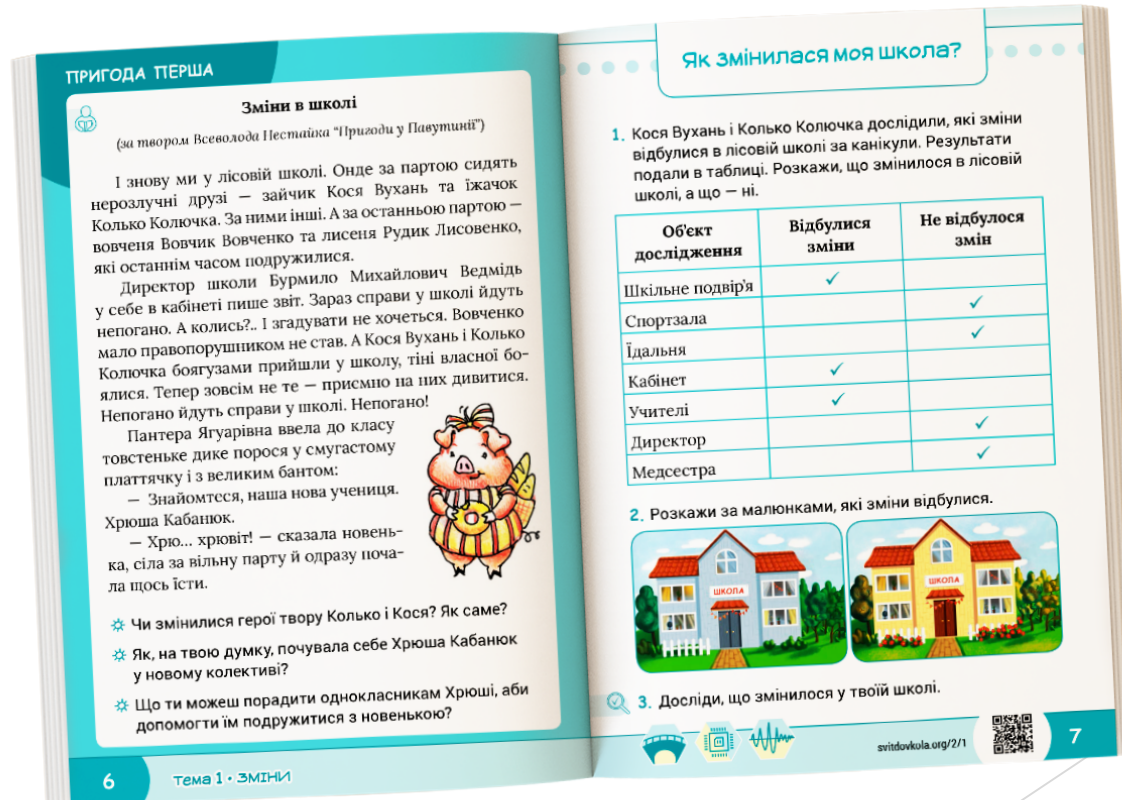 ПРИГОДА ПЕРША
Зміни в школі
(за твором Всеволода Нестайка "Пригоди у Павутинії")
І знову ми у лісовій школі. Онде за партою сидять
нерозлучні друзі — зайчик Кося Вухань та їжачок
Колько Колючка. За ними інші. А за останньою партою —
вовченя Вовчик Вовченко та лисеня Рудик Лисовенко,
які останнім часом подружилися.
Директор школи Бурмило Михайлович Ведмідь
у себе в кабінеті пише звіт. Зараз справи у школі йдуть
непогано. А колись?.. І згадувати не хочеться. Вовченко
мало правопорушником не став. А Кося Вухань і Колько
Колючка боягузами прийшли у школу, тіні власної бо-
ялися. Тепер зовсім не те — приємно на них дивитися.
Непогано йдуть справи у школі. Непогано!
Пантера Ягуарівна ввела до класу
товстеньке дике порося у смугастому
платтячку і з великим бантом:
— Знайомтеся, наша нова учениця.
Хрюша Кабанюк.
— Хрю... хрювіт! — сказала новень-
ка, сіла за вільну парту й одразу поча-
ла щось їсти.
Чи змінилися герої твору Колько і Кося? Як саме?
Як, на твою думку, почувала себе Хрюша Кабанюк
у новому колективі?
Що ти можеш порадити однокласникам Хрюші, аби
допомогти їм подружитися з новенькою?
6
Тема 1 · ЗМІНИ
Як змінилася моя школа?
1. Кося Вухань і Колько Колючка дослідили, які зміни
відбулися в лісовій школі за канікули. Результати
подали в таблиці. Розкажи, що змінилося в лісовій
школі, а що — ні.
Об'єкт дослідження
Відбулися зміни
Не відбулося змін
Шкільне подвір'я ✓
Спортзала ✓
Їдальня ✓
Кабінет ✓
Учителі ✓
Директор ✓
Медсестра ✓
2. Розкажи за малюнками, які зміни відбулися.
ШКОЛА
ШКОЛА
3. Досліди, що змінилося у твоїй школі.
svitdovkola.org/2/1
7